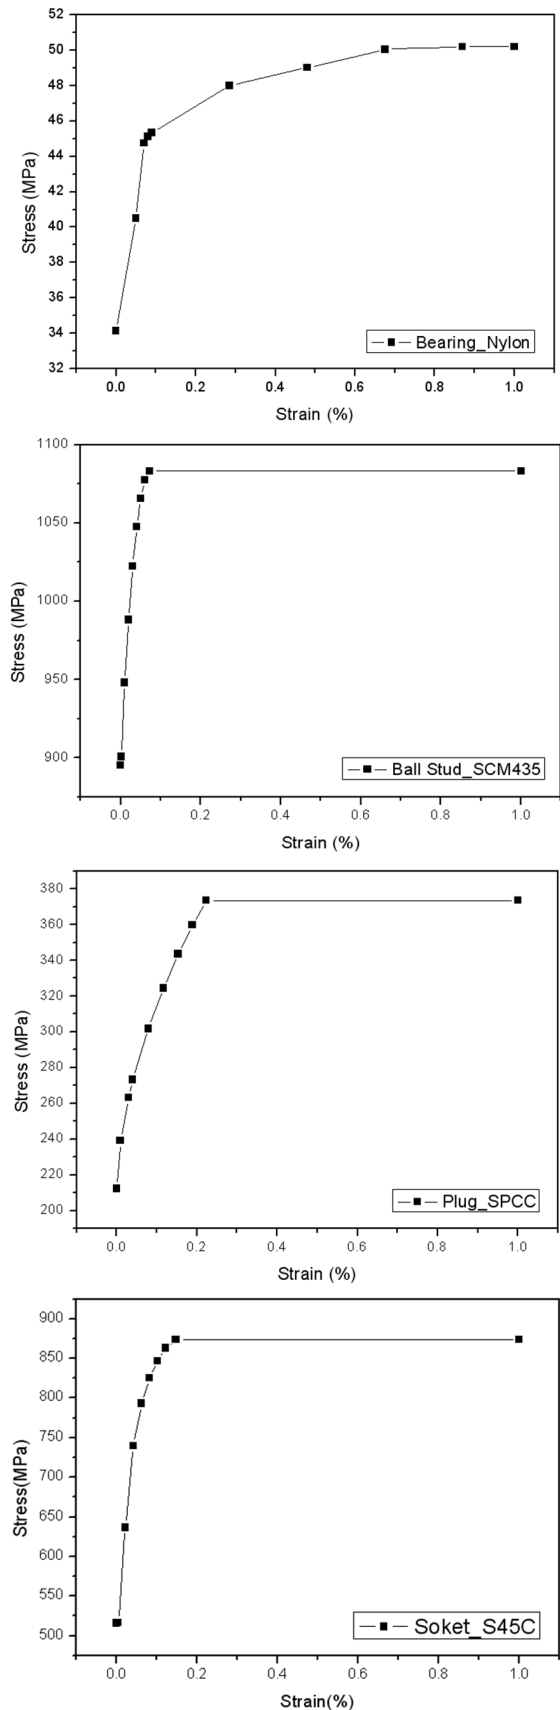 52
50
48
46
44
42
40
38
36
34
32
Stress (MPa)
Bearing_Nylon
0.0 0.2 0.4 0.6 0.8 1.0
Strain (%)
1100
1050
1000
950
900
Stress (MPa)
Ball Stud_SCM435
0.0 0.2 0.4 0.6 0.8 1.0
Strain (%)
380
360
340
320
300
280
260
240
220
200
Stress (MPa)
Plug_SPCC
0.0 0.2 0.4 0.6 0.8 1.0
Strain (%)
900
850
800
750
700
650
600
550
500
Stress(MPa)
Soket_S45C
0.0 0.2 0.4 0.6 0.8 1.0
Strain(%)